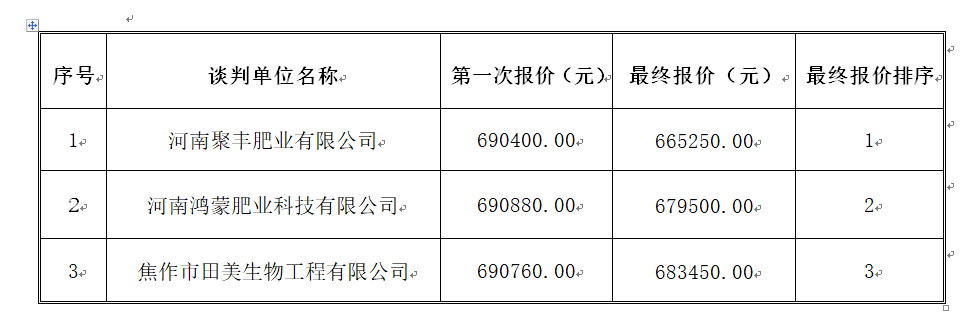 序号 谈判单位名称 第一次报价（元） 最终报价（元） 最终报价排序
1 河南聚丰肥业有限公司 690400.00 665250.00 1
2 河南鸿蒙肥业科技有限公司 690880.00 679500.00 2
3 焦作市田美生物工程有限公司 690760.00 683450.00 3